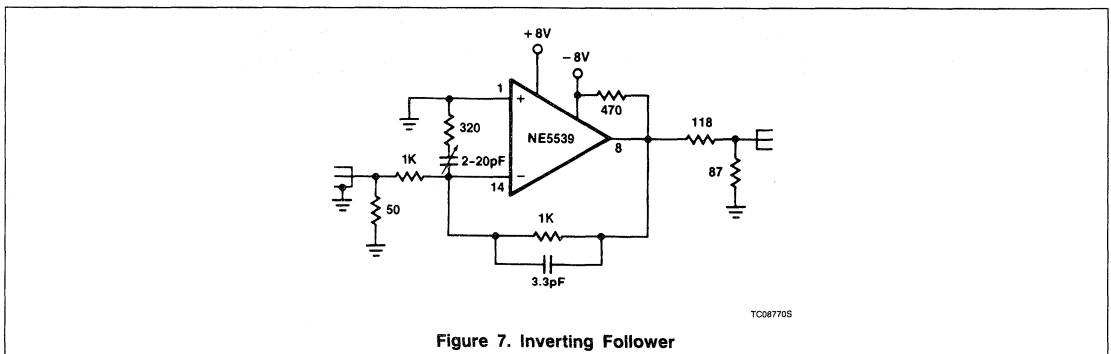 +8V
−8V
1
+
470
320
NE5539
118
8
1K
2–20pF
87
14
−
50
1K
3.3pF
TC08770S
Figure 7. Inverting Follower